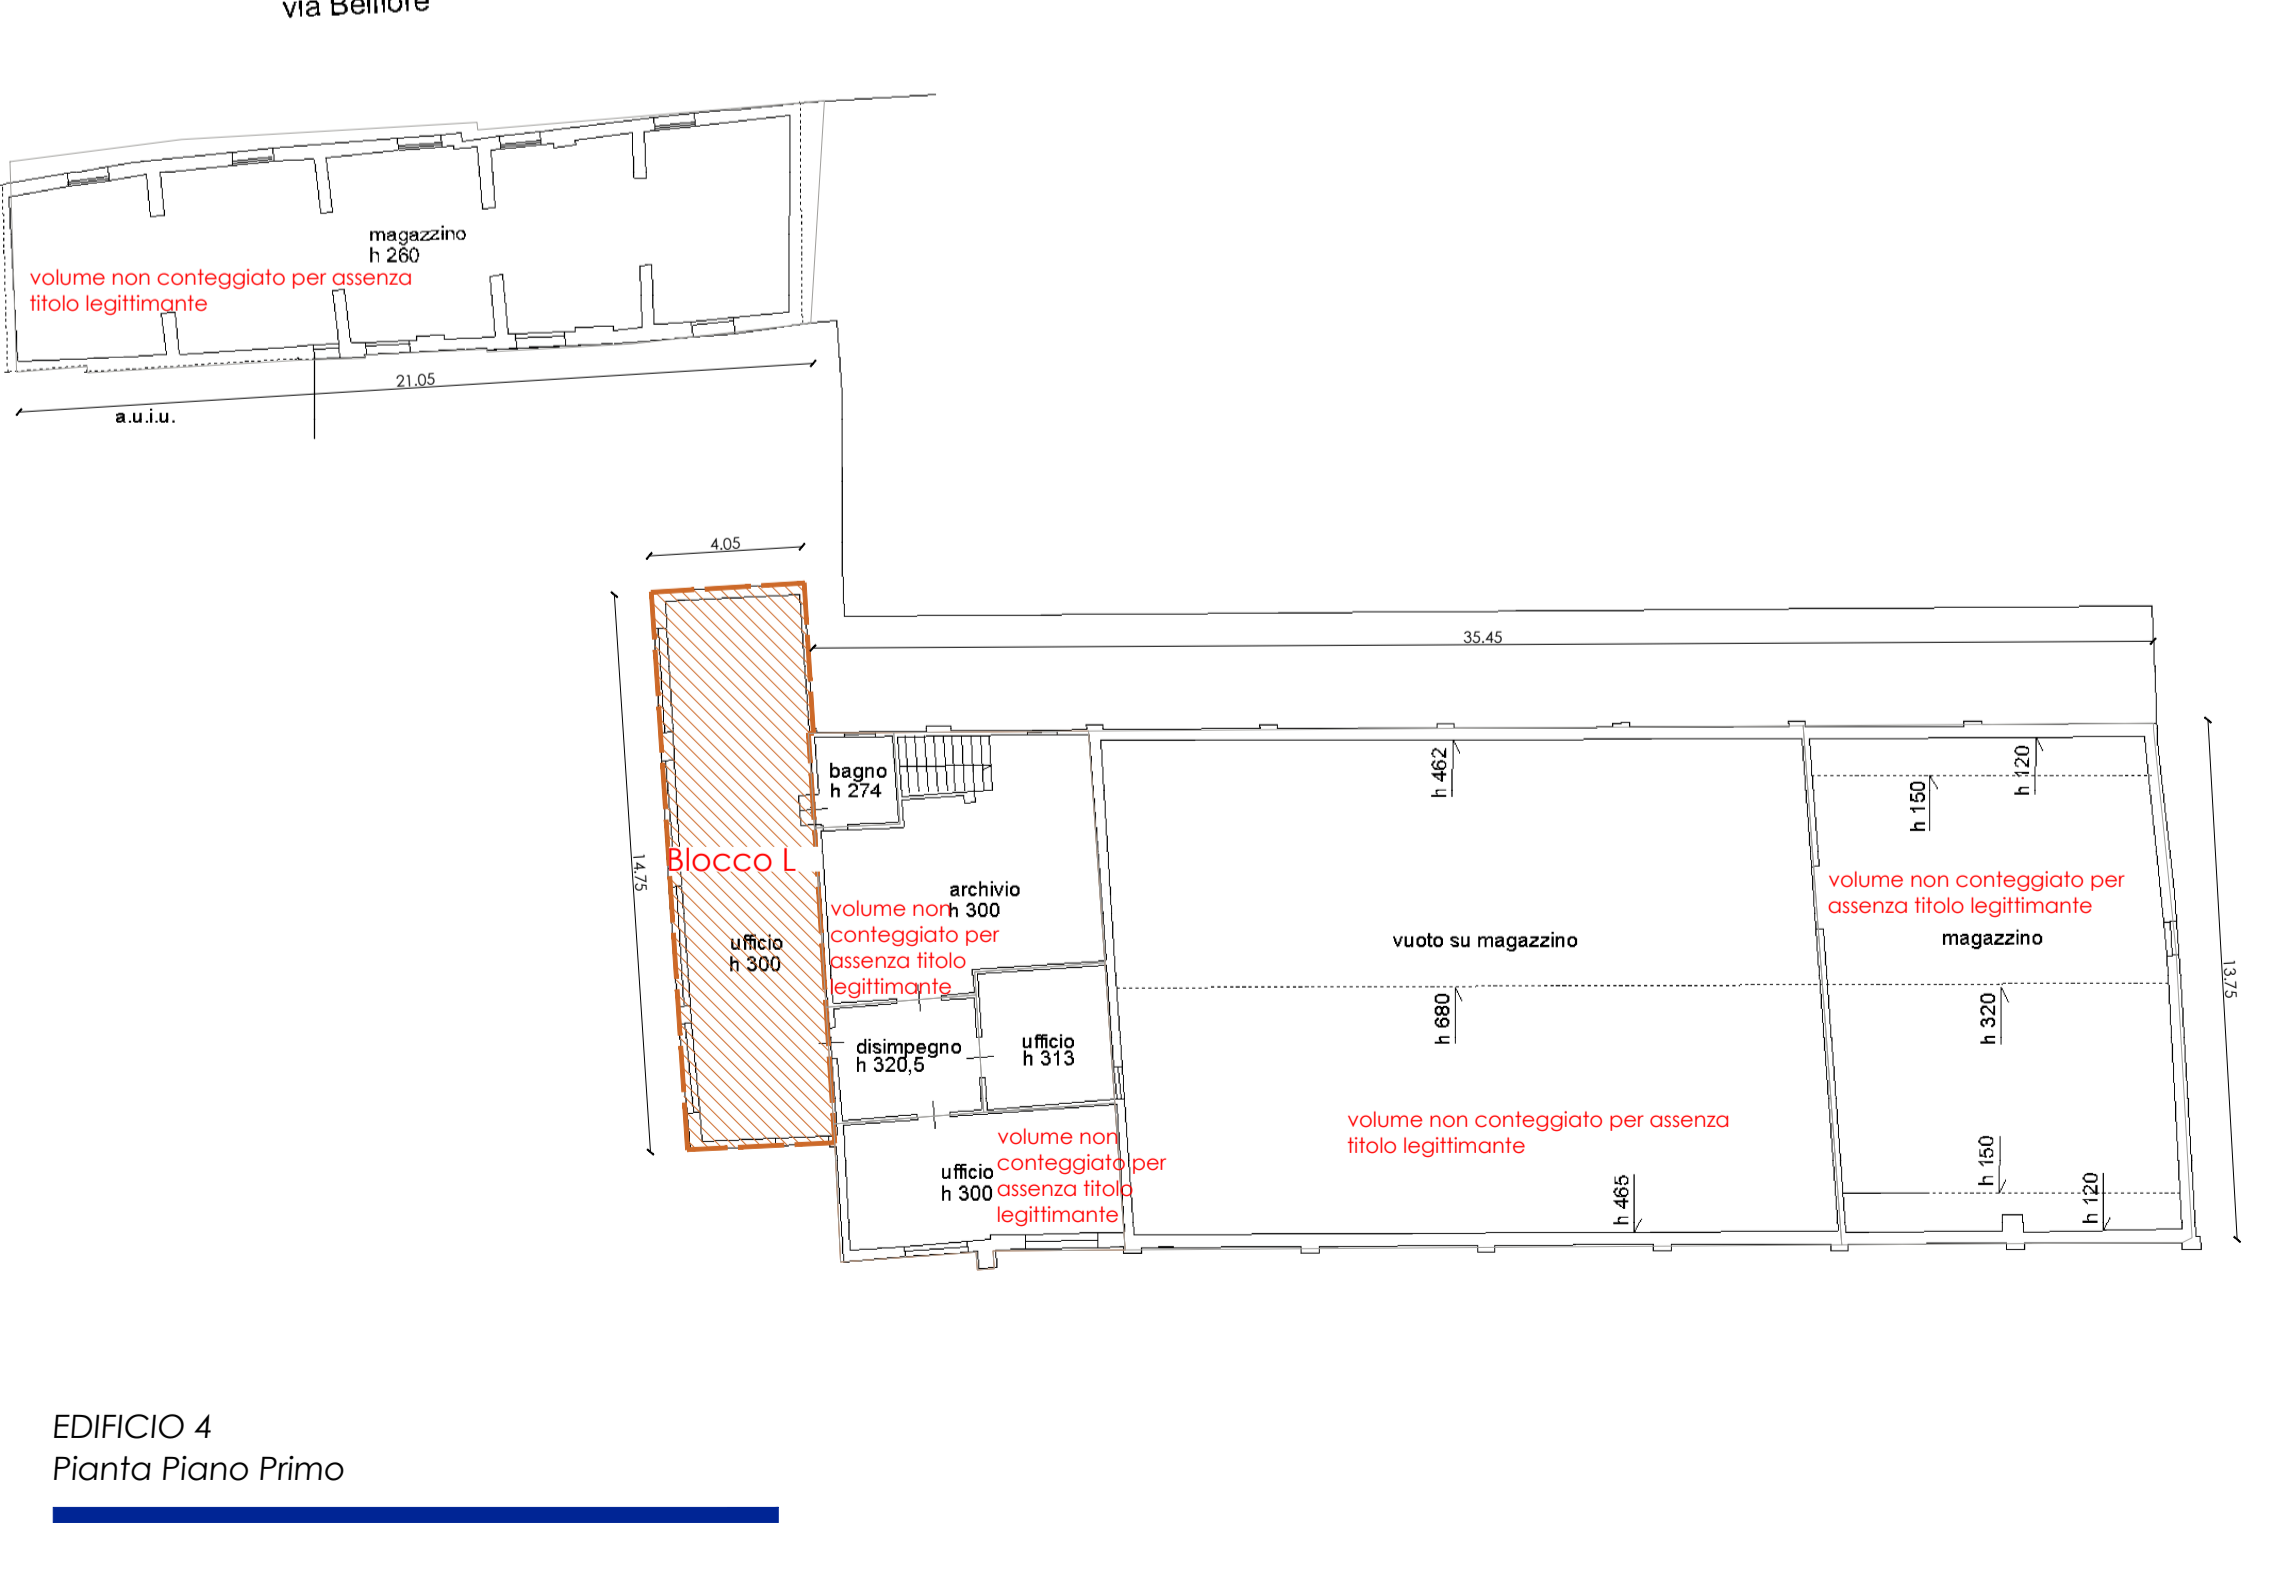 via Belfiore
magazzino
h 260
volume non conteggiato per assenza
titolo legittimante
21.05
a.u.i.u.
4.05
35.45
14.75
Blocco L
ufficio
h 300
bagno
h 274
archivio
h 300
volume non
conteggiato per
assenza titolo
legittimante
disimpegno
h 320,5
ufficio
h 313
ufficio
h 300
volume non
conteggiato per
assenza titolo
legittimante
h 462
vuoto su magazzino
h 680
volume non conteggiato per assenza
titolo legittimante
h 465
h 120
h 150
volume non conteggiato per
assenza titolo legittimante
magazzino
h 320
h 150
h 120
13.75
EDIFICIO 4
Pianta Piano Primo